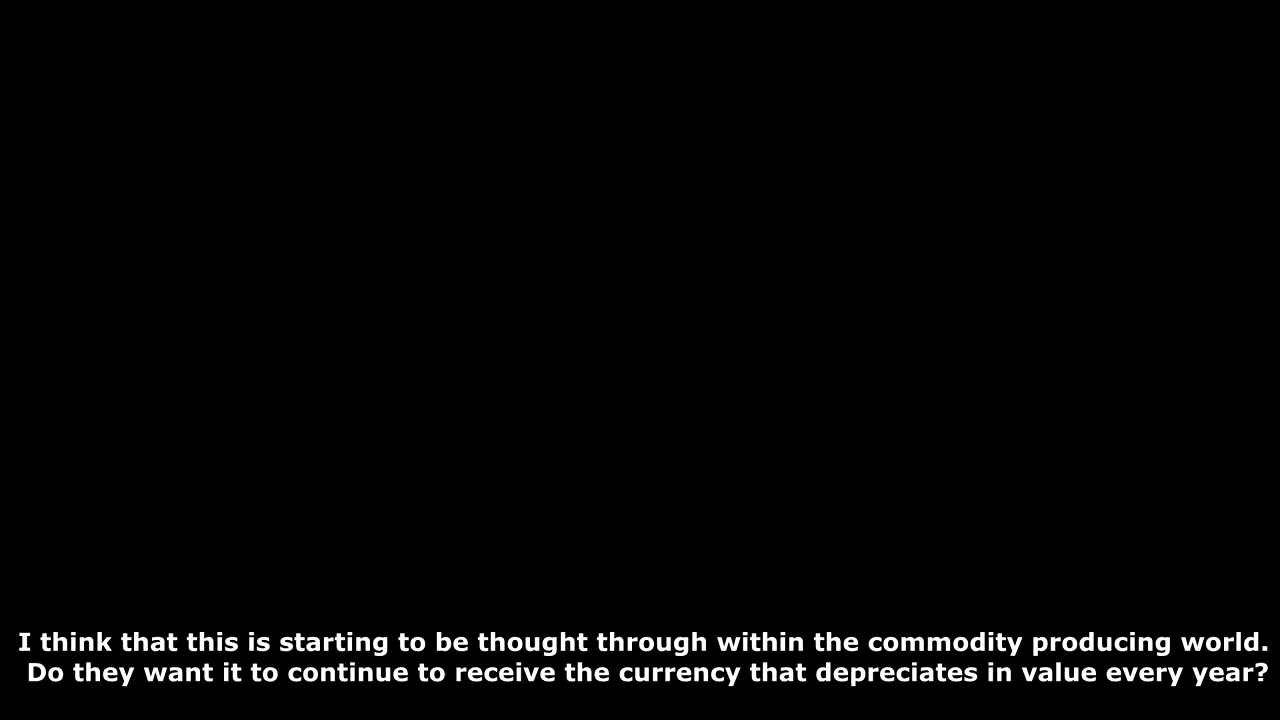 I think that this is starting to be thought through within the commodity producing world.
Do they want it to continue to receive the currency that depreciates in value every year?